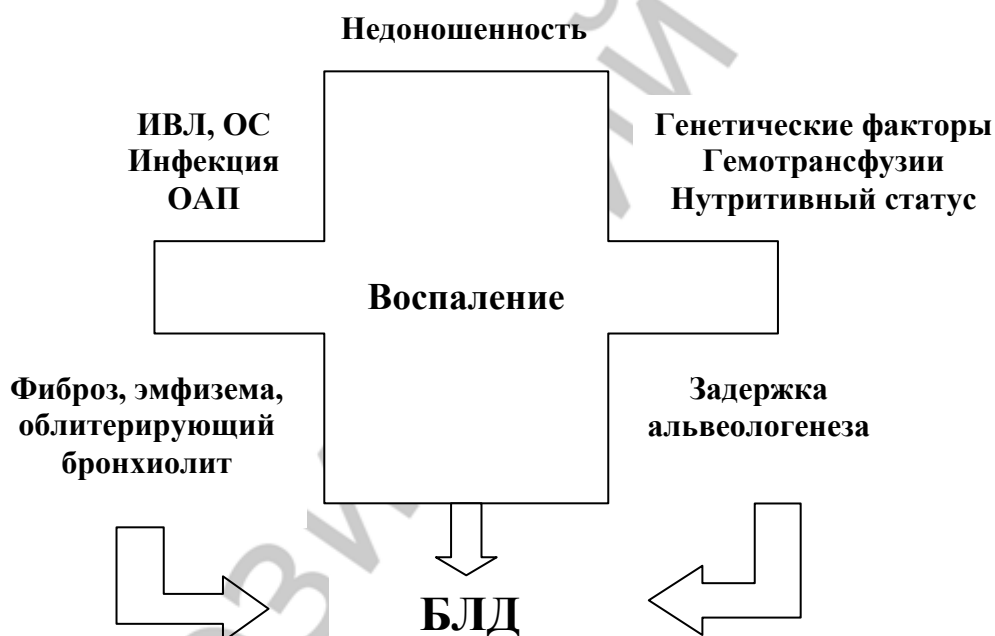 Недоношенность
ИВЛ, ОС
Инфекция
ОАП
Генетические факторы
Гемотрансфузии
Нутритивный статус
Воспаление
Фиброз, эмфизема,
облитерирующий
бронхиолит
Задержка
альвеологенеза
БЛД